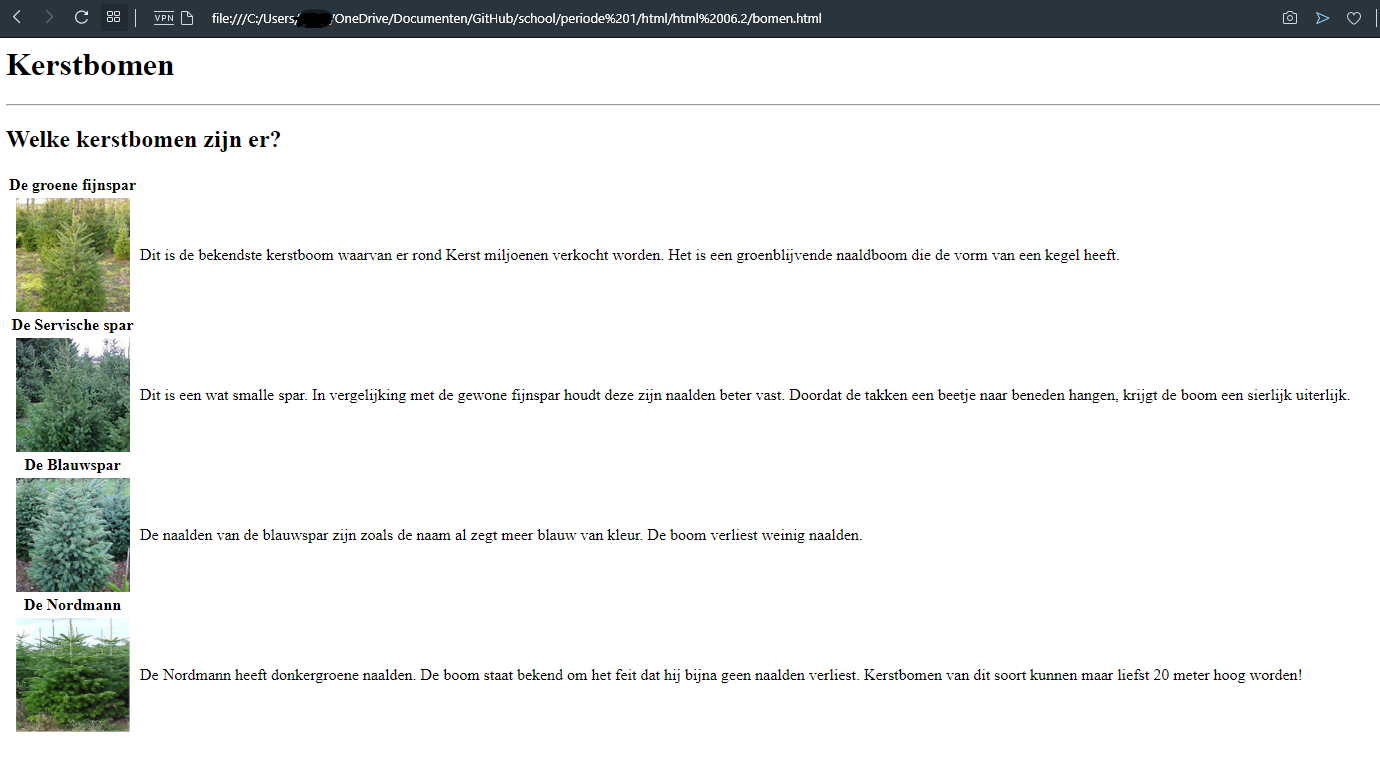 VPN file:///C:/Users/ /OneDrive/Documenten/GitHub/school/periode%201/html/html%2006.2/bomen.html
Kerstbomen
Welke kerstbomen zijn er?
De groene fijnspar
Dit is de bekendste kerstboom waarvan er rond Kerst miljoenen verkocht worden. Het is een groenblijvende naaldboom die de vorm van een kegel heeft.
De Servische spar
Dit is een wat smalle spar. In vergelijking met de gewone fijnspar houdt deze zijn naalden beter vast. Doordat de takken een beetje naar beneden hangen, krijgt de boom een sierlijk uiterlijk.
De Blauwspar
De naalden van de blauwspar zijn zoals de naam al zegt meer blauw van kleur. De boom verliest weinig naalden.
De Nordmann
De Nordmann heeft donkergroene naalden. De boom staat bekend om het feit dat hij bijna geen naalden verliest. Kerstbomen van dit soort kunnen maar liefst 20 meter hoog worden!